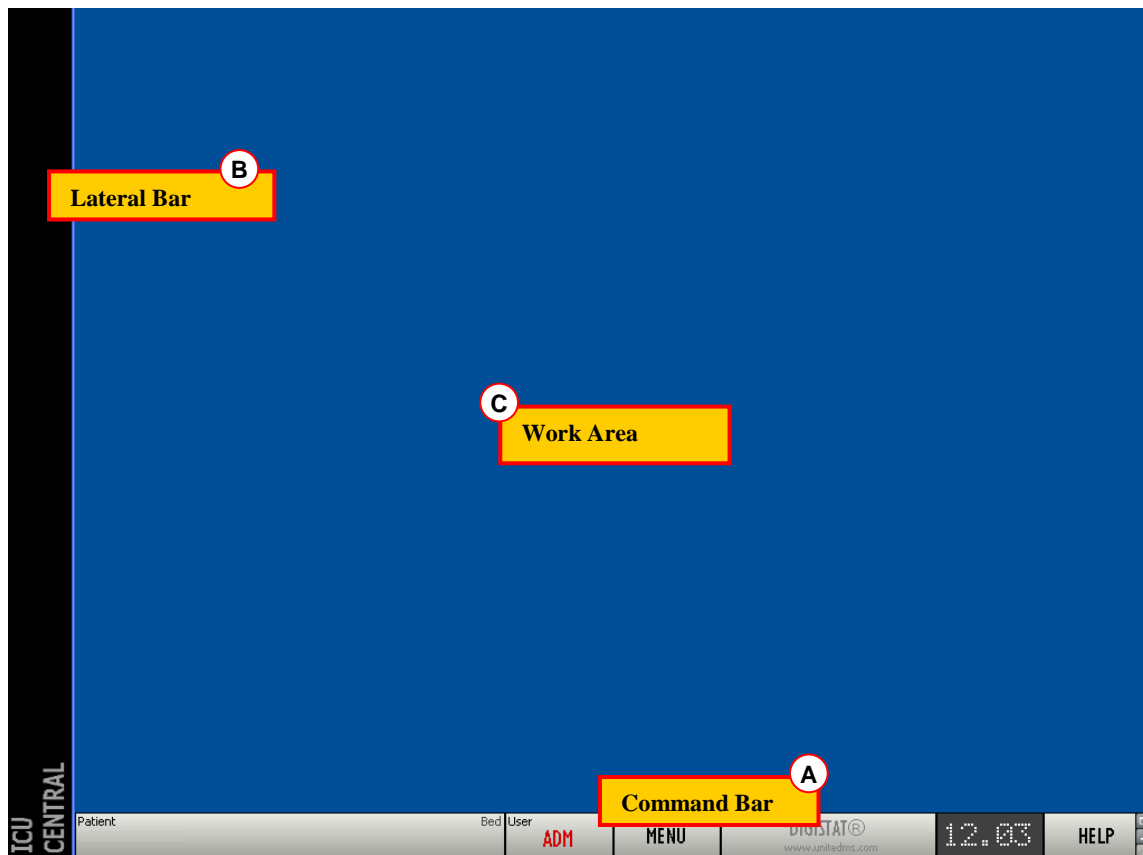 B
Lateral Bar
C
Work Area
A
Command Bar
ICU
CENTRAL
Patient
Bed
User
ADM
MENU
DIGISTAT®
www.unitedms.com
12.03
HELP